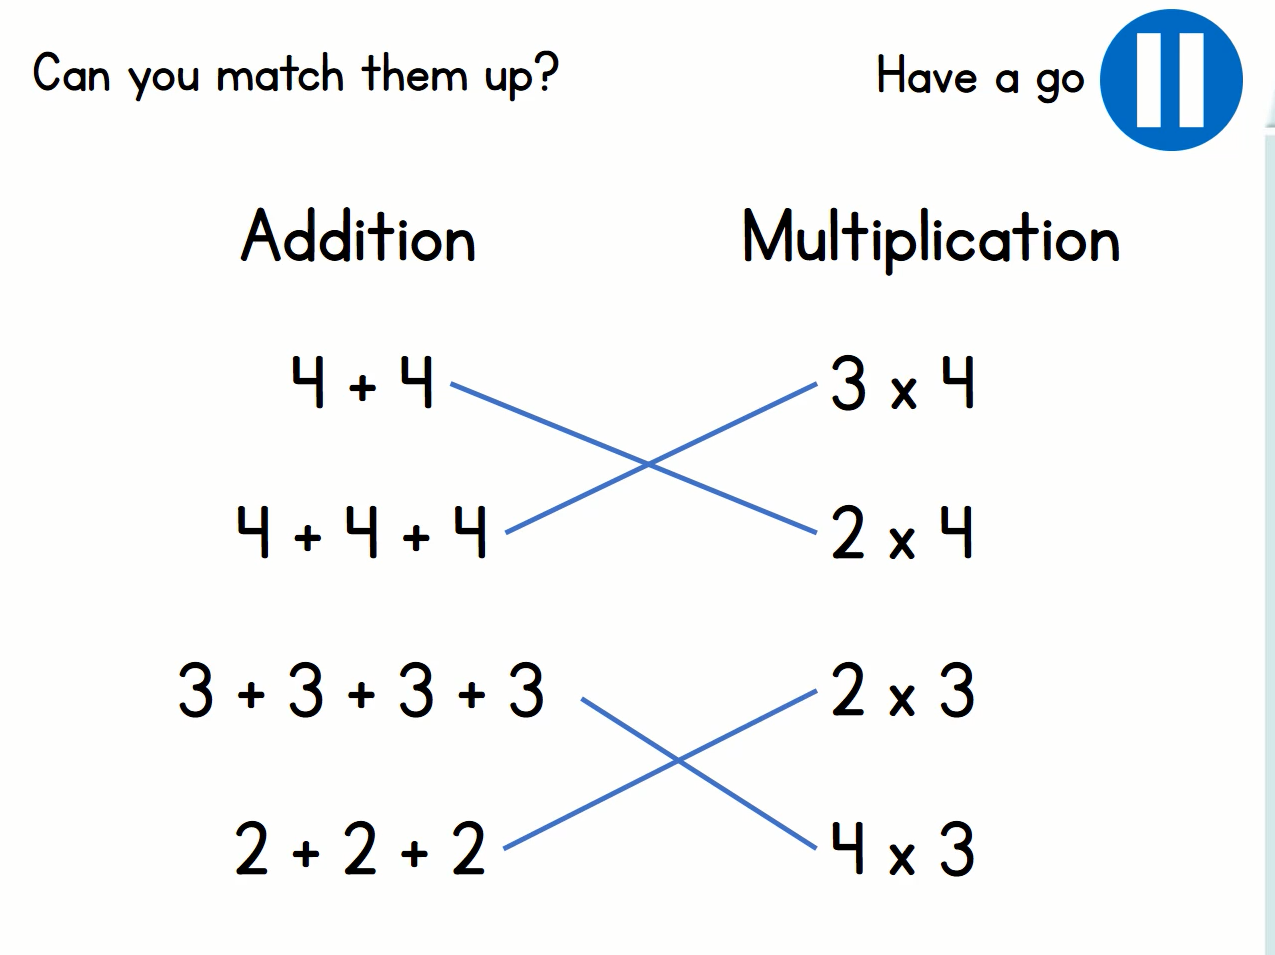 Can you match them up?
Have a go
Addition
Multiplication
4 + 4
3 x 4
4 + 4 + 4
2 x 4
3 + 3 + 3 + 3
2 x 3
2 + 2 + 2
4 x 3